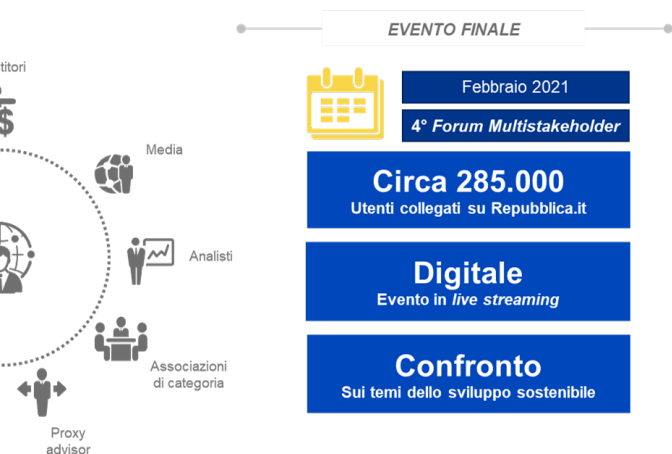 EVENTO FINALE
Febbraio 2021
4° Forum Multistakeholder
Circa 285.000
Utenti collegati su Repubblica.it
Digitale
Evento in live streaming
Confronto
Sui temi dello sviluppo sostenibile
titori
$
Media
Analisti
Associazioni
di categoria
Proxy
advisor